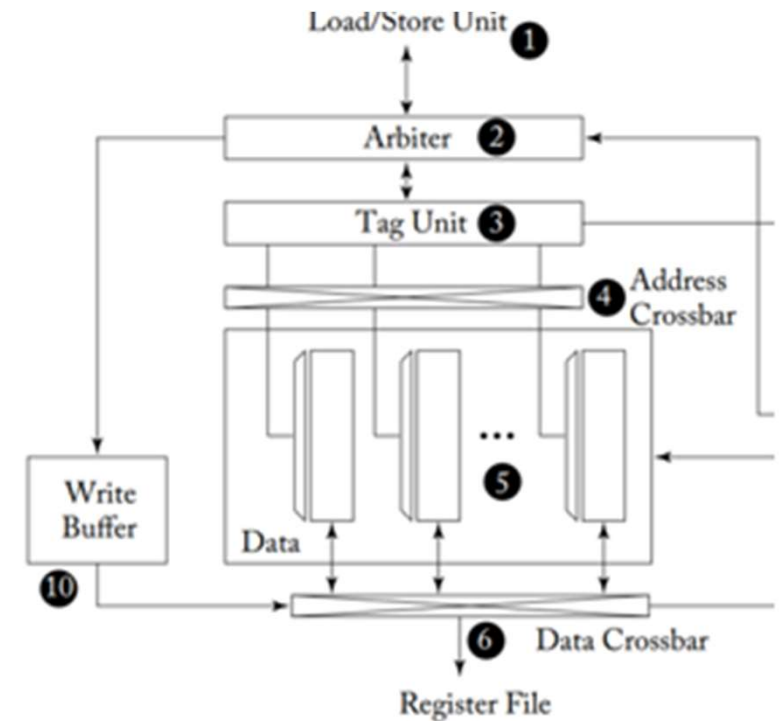 Load/Store Unit 1
Arbiter 2
Tag Unit 3
4 Address
Crossbar
...
5
Write
Buffer
Data
10
6 Data Crossbar
Register File